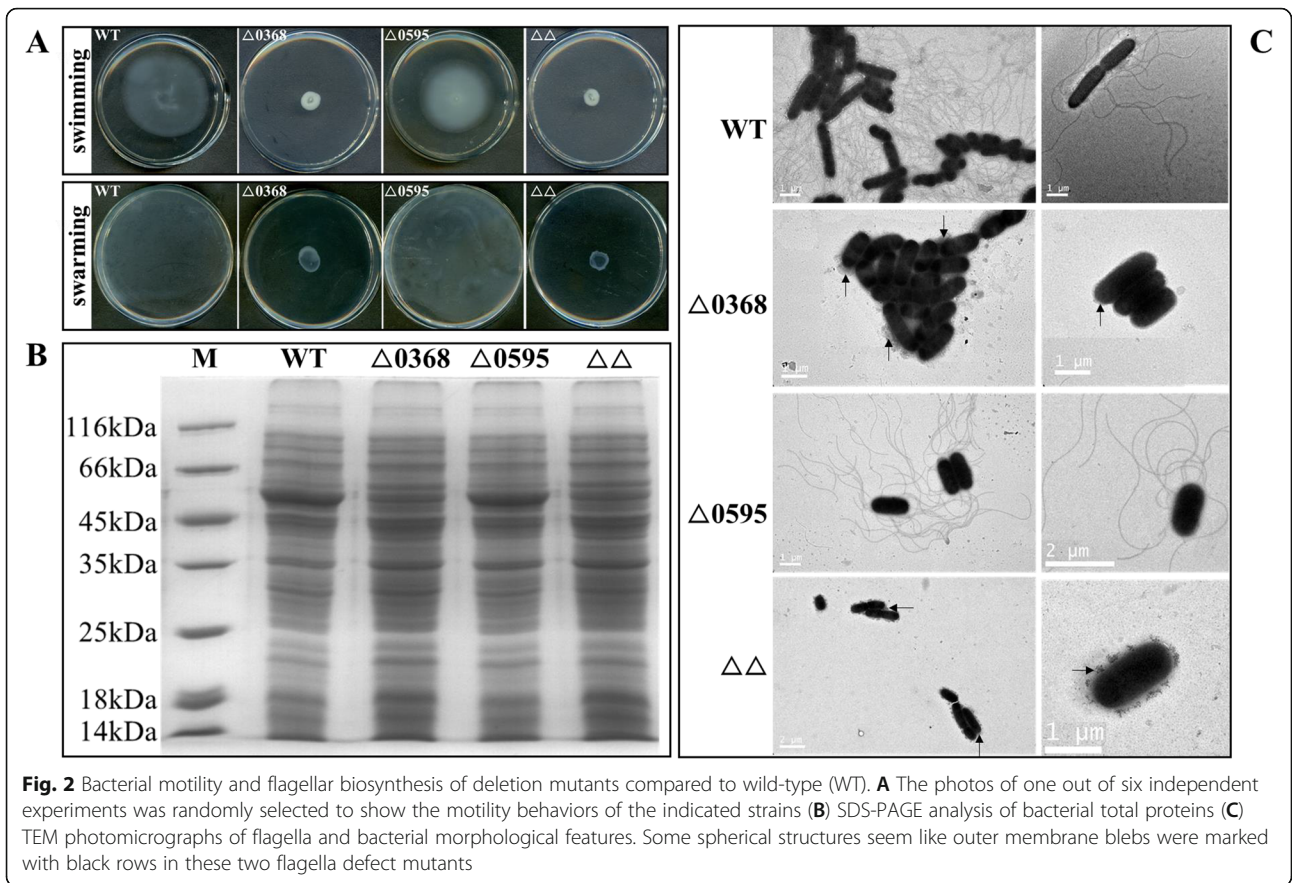 A
swimming
WT
△0368
△0595
△△
swarming
WT
△0368
△0595
△△
B
M WT △0368 △0595 △△
116kDa
66kDa
45kDa
35kDa
25kDa
18kDa
14kDa
C
WT
1 µm
1 µm
△0368
1 µm
△0595
1 µm
2 µm
△△
2 µm
1 µm
Fig. 2 Bacterial motility and flagellar biosynthesis of deletion mutants compared to wild-type (WT). A The photos of one out of six independent
experiments was randomly selected to show the motility behaviors of the indicated strains (B) SDS-PAGE analysis of bacterial total proteins (C)
TEM photomicrographs of flagella and bacterial morphological features. Some spherical structures seem like outer membrane blebs were marked
with black rows in these two flagella defect mutants